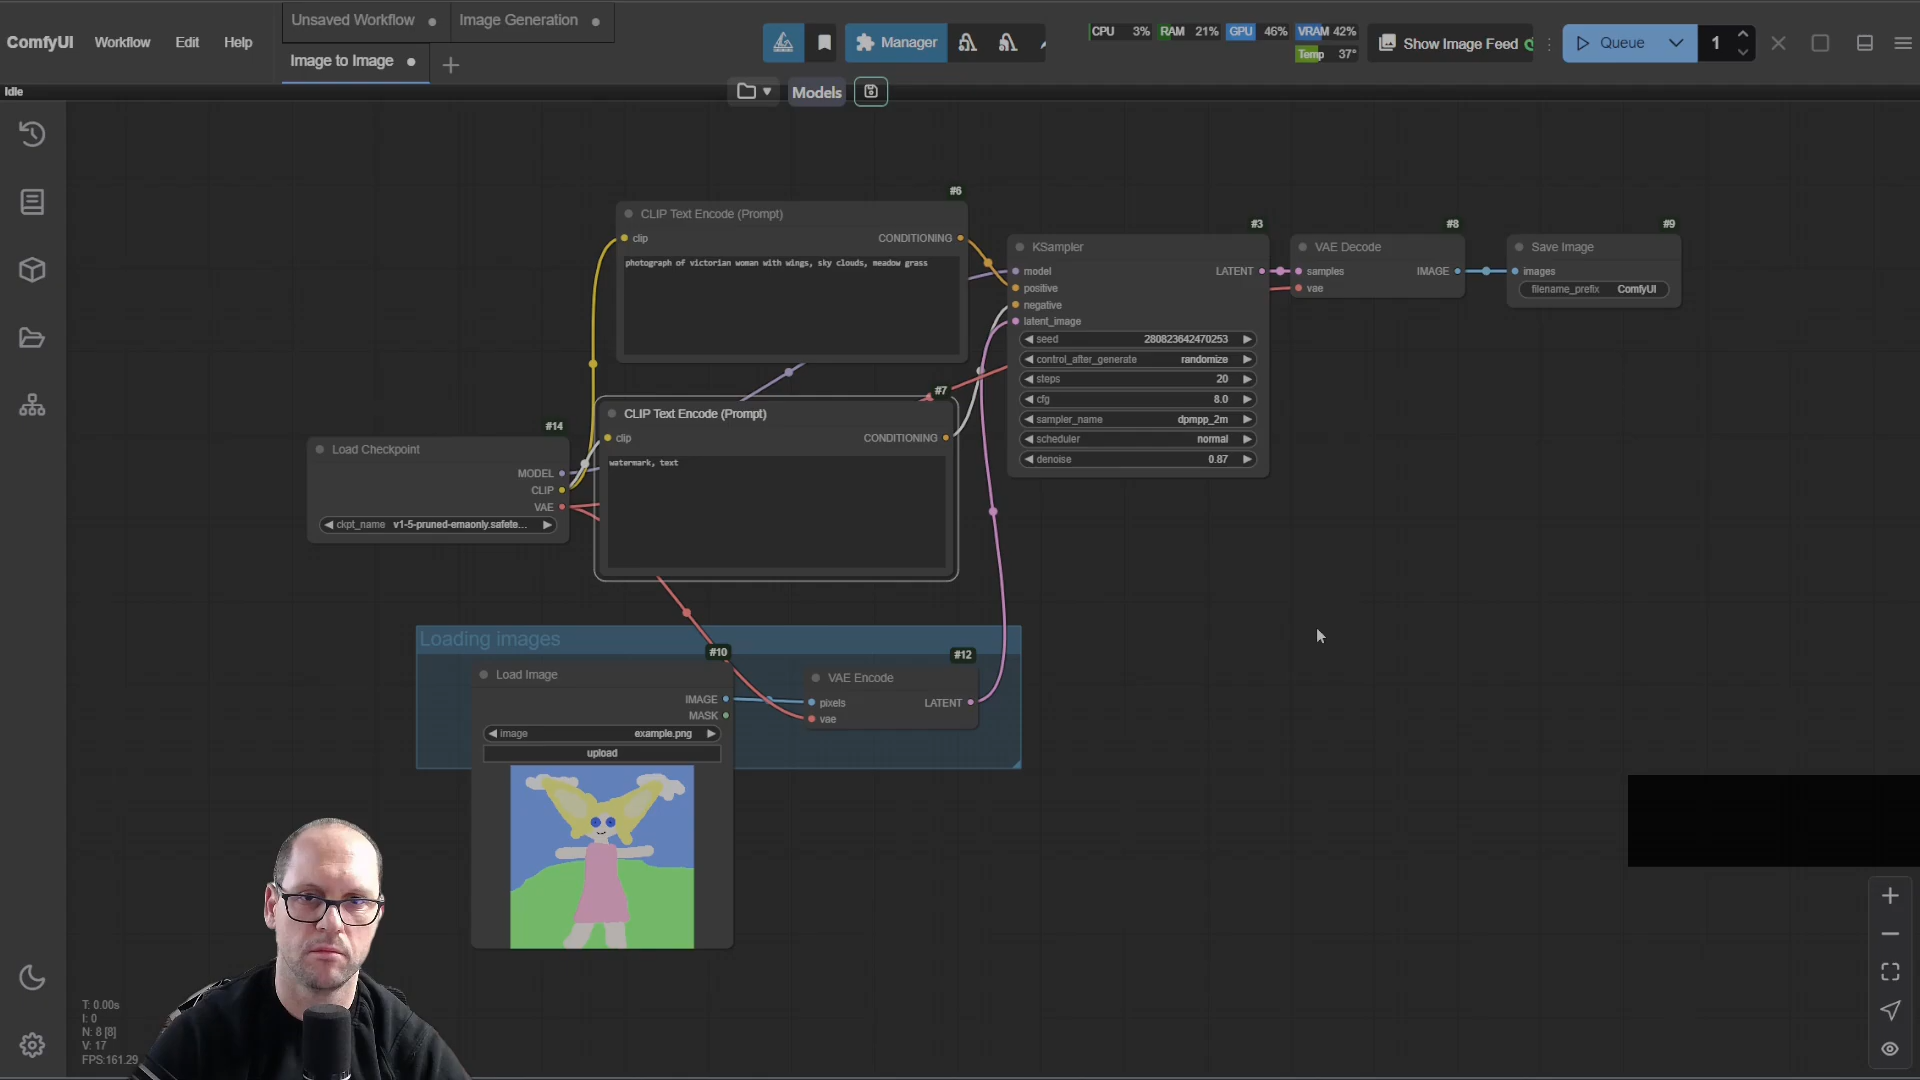 Unsaved Workflow
Image Generation
ComfyUI
Workflow
Edit
Help
Image to Image
Manager
CPU 3%
RAM 21%
GPU 46%
VRAM 42%
Temp 37°
Show Image Feed
Queue
1
Idle
Models
#6
CLIP Text Encode (Prompt)
clip
CONDITIONING
photograph of victorian woman with wings, sky clouds, meadow grass
#3
KSampler
model
LATENT
positive
negative
latent_image
seed 280823642470253
control_after_generate randomize
steps 20
cfg 8.0
sampler_name dpmpp_2m
scheduler normal
denoise 0.87
#8
VAE Decode
samples
IMAGE
vae
#9
Save Image
images
filename_prefix ComfyUI
#7
CLIP Text Encode (Prompt)
clip
CONDITIONING
watermark, text
#14
Load Checkpoint
MODEL
CLIP
VAE
ckpt_name v1-5-pruned-emaonly.safete...
Loading images
#10
Load Image
IMAGE
MASK
image example.png
upload
#12
VAE Encode
pixels
LATENT
vae
T: 0.00s
I: 0
N: 8 [8]
V: 17
FPS:161.29